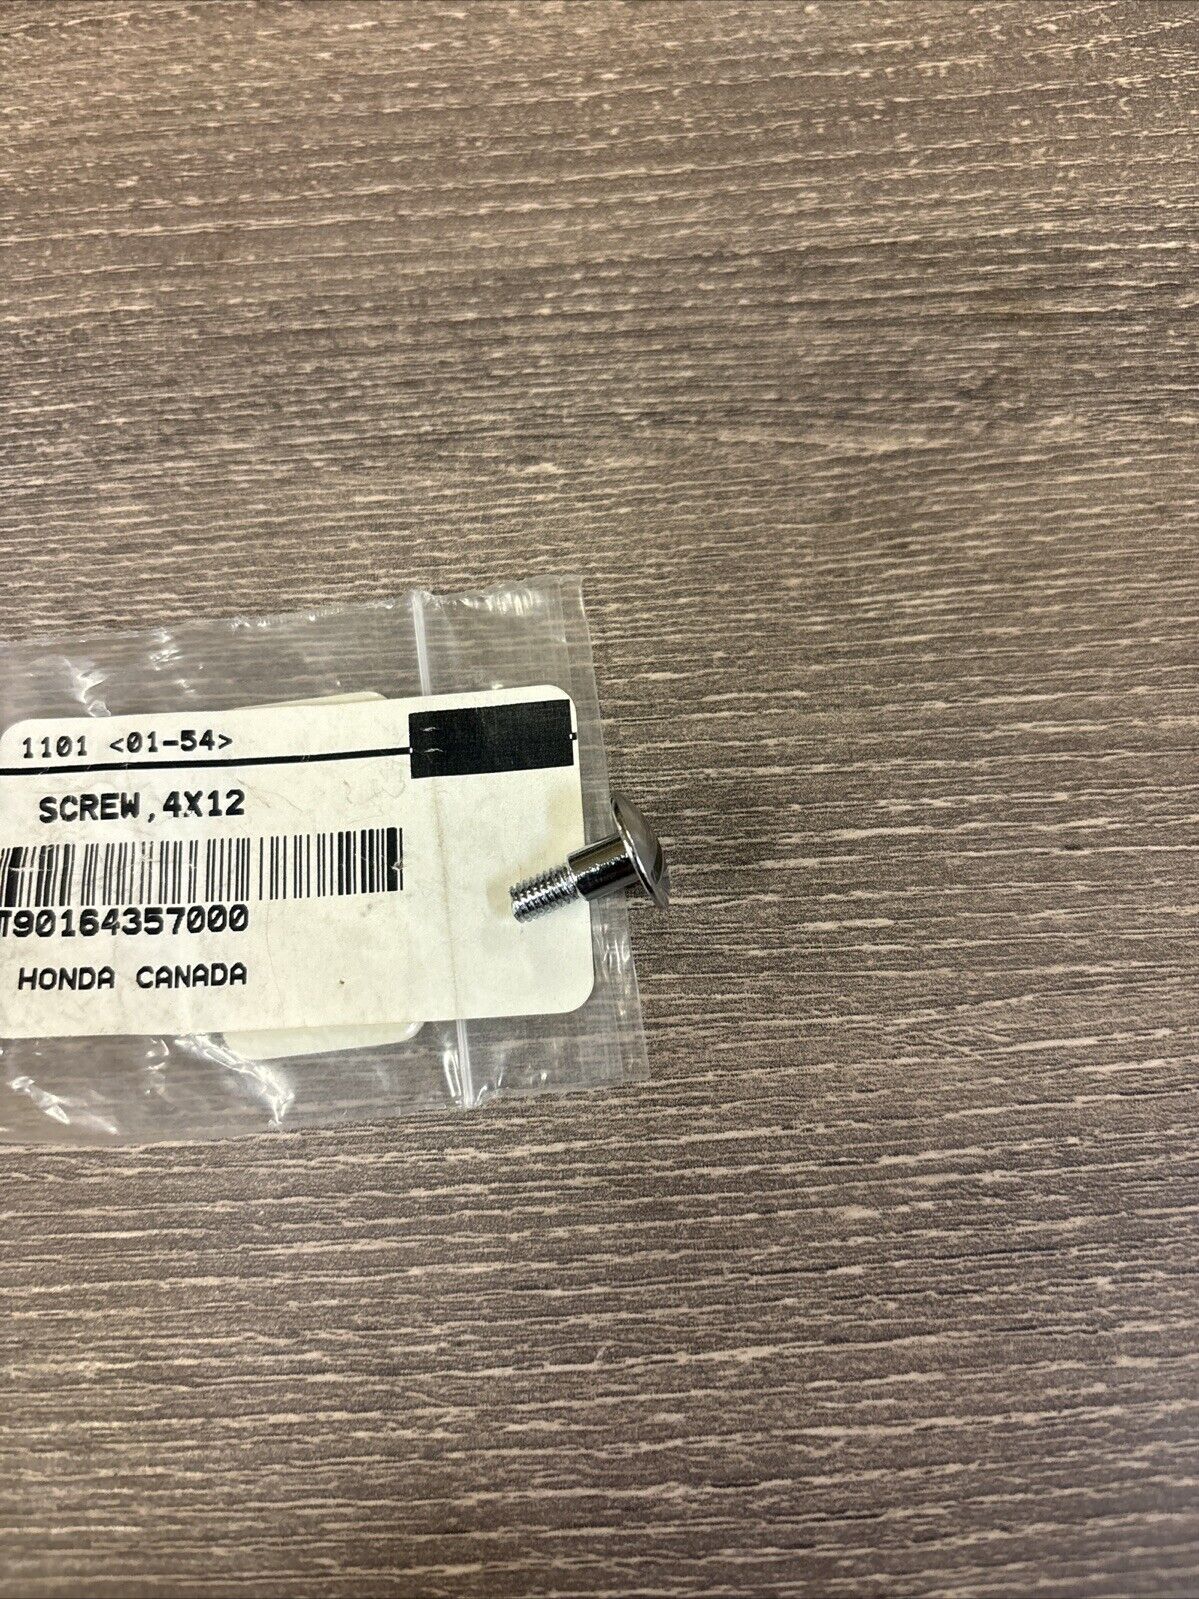 1101 <01-54>
SCREW,4X12
T90164357000
HONDA CANADA